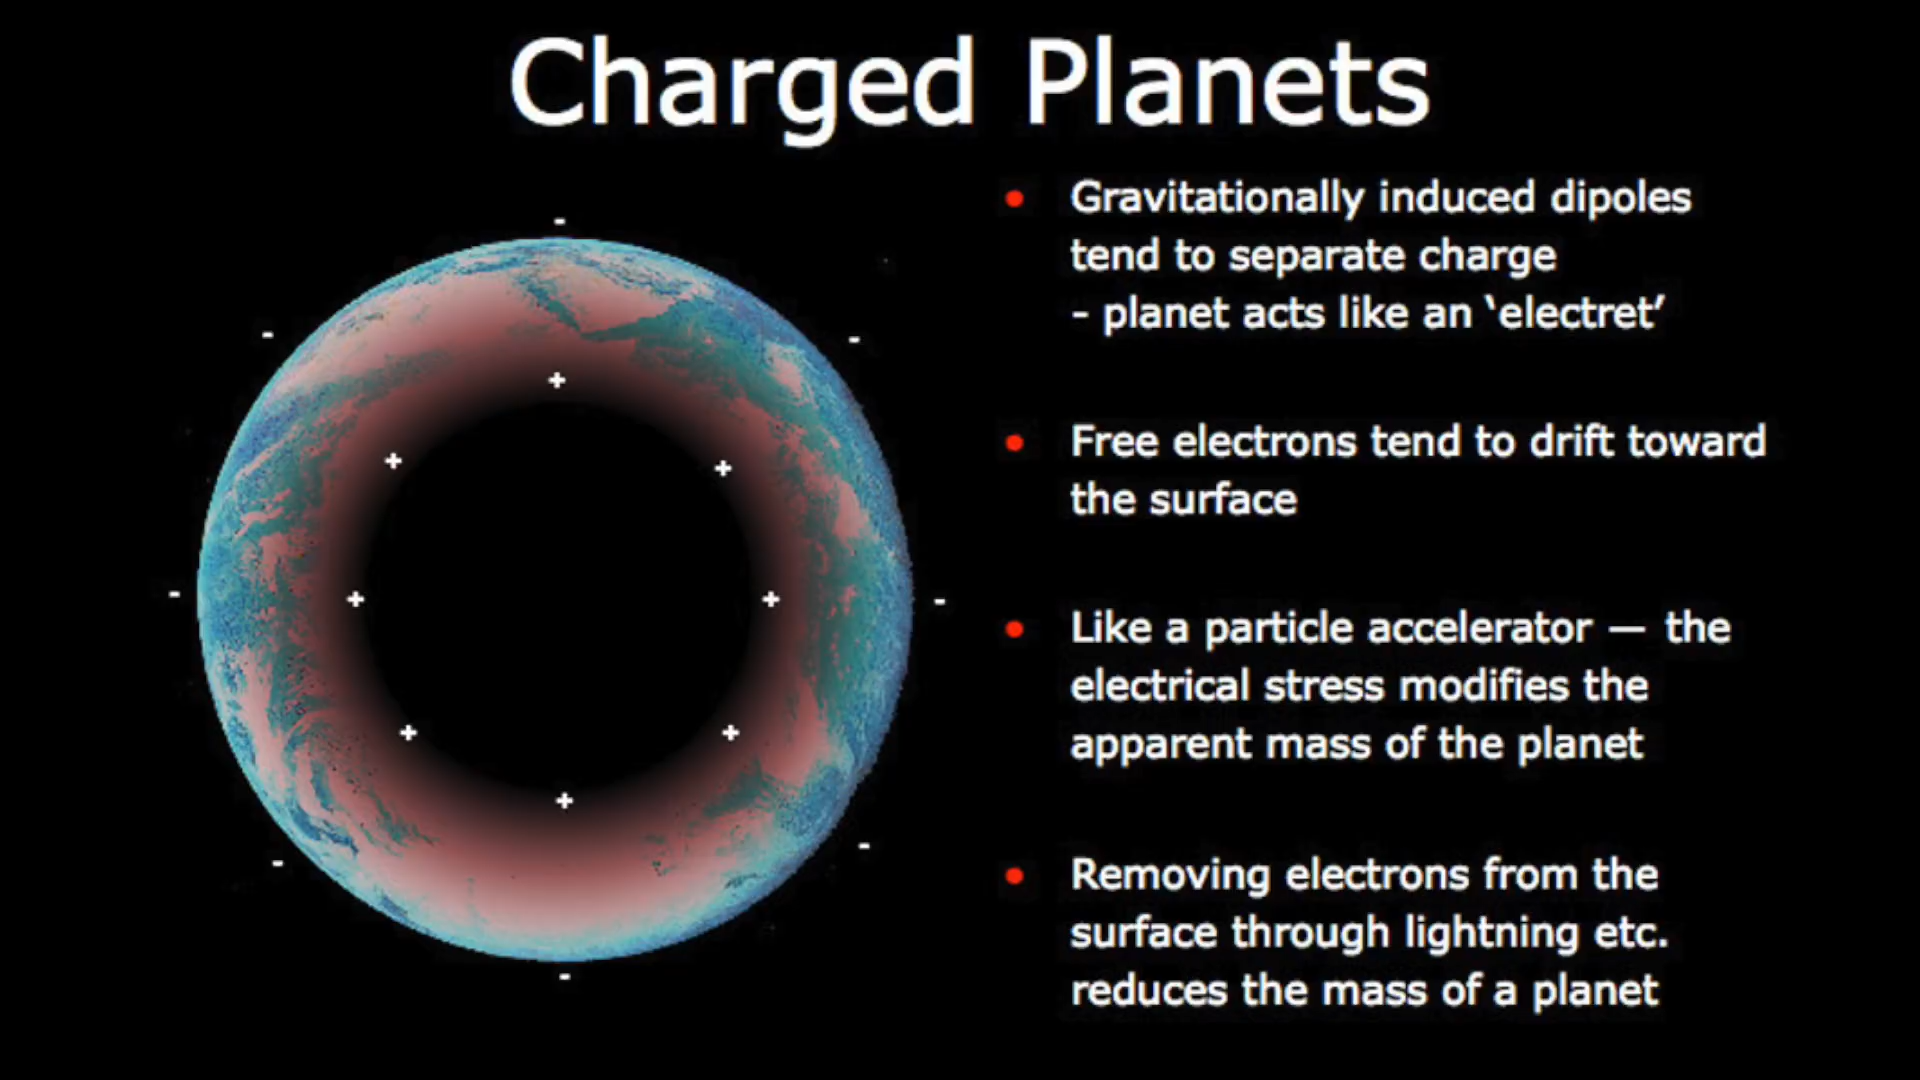 Charged Planets
• Gravitationally induced dipoles
tend to separate charge
- planet acts like an ‘electret’
• Free electrons tend to drift toward
the surface
• Like a particle accelerator — the
electrical stress modifies the
apparent mass of the planet
• Removing electrons from the
surface through lightning etc.
reduces the mass of a planet
-
- -
+
+ +
- + + -
+ +
+
- -
-